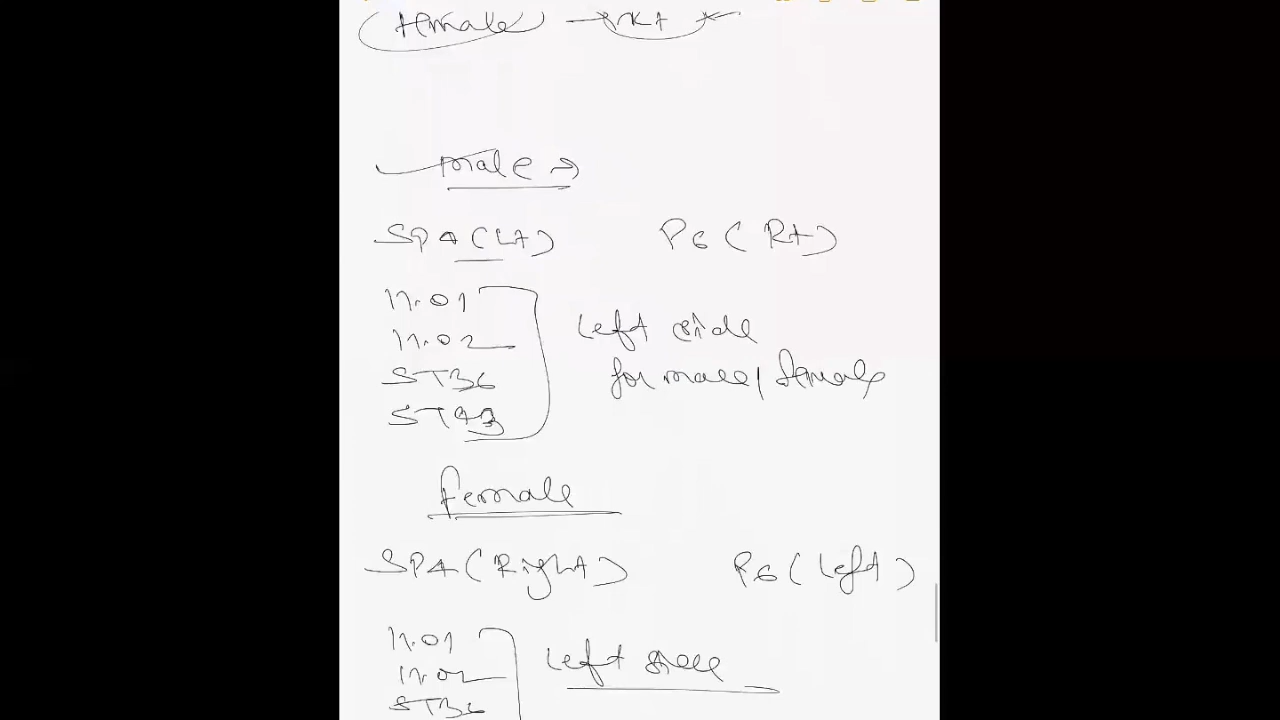 (female) → Rt
male →
SP4 (Lt) P6 (Rt)
11.01
11.02
ST36
ST43
Left side
for male/female
female
SP4 (Right) P6 (Left)
11.01
11.02
ST36
Left side